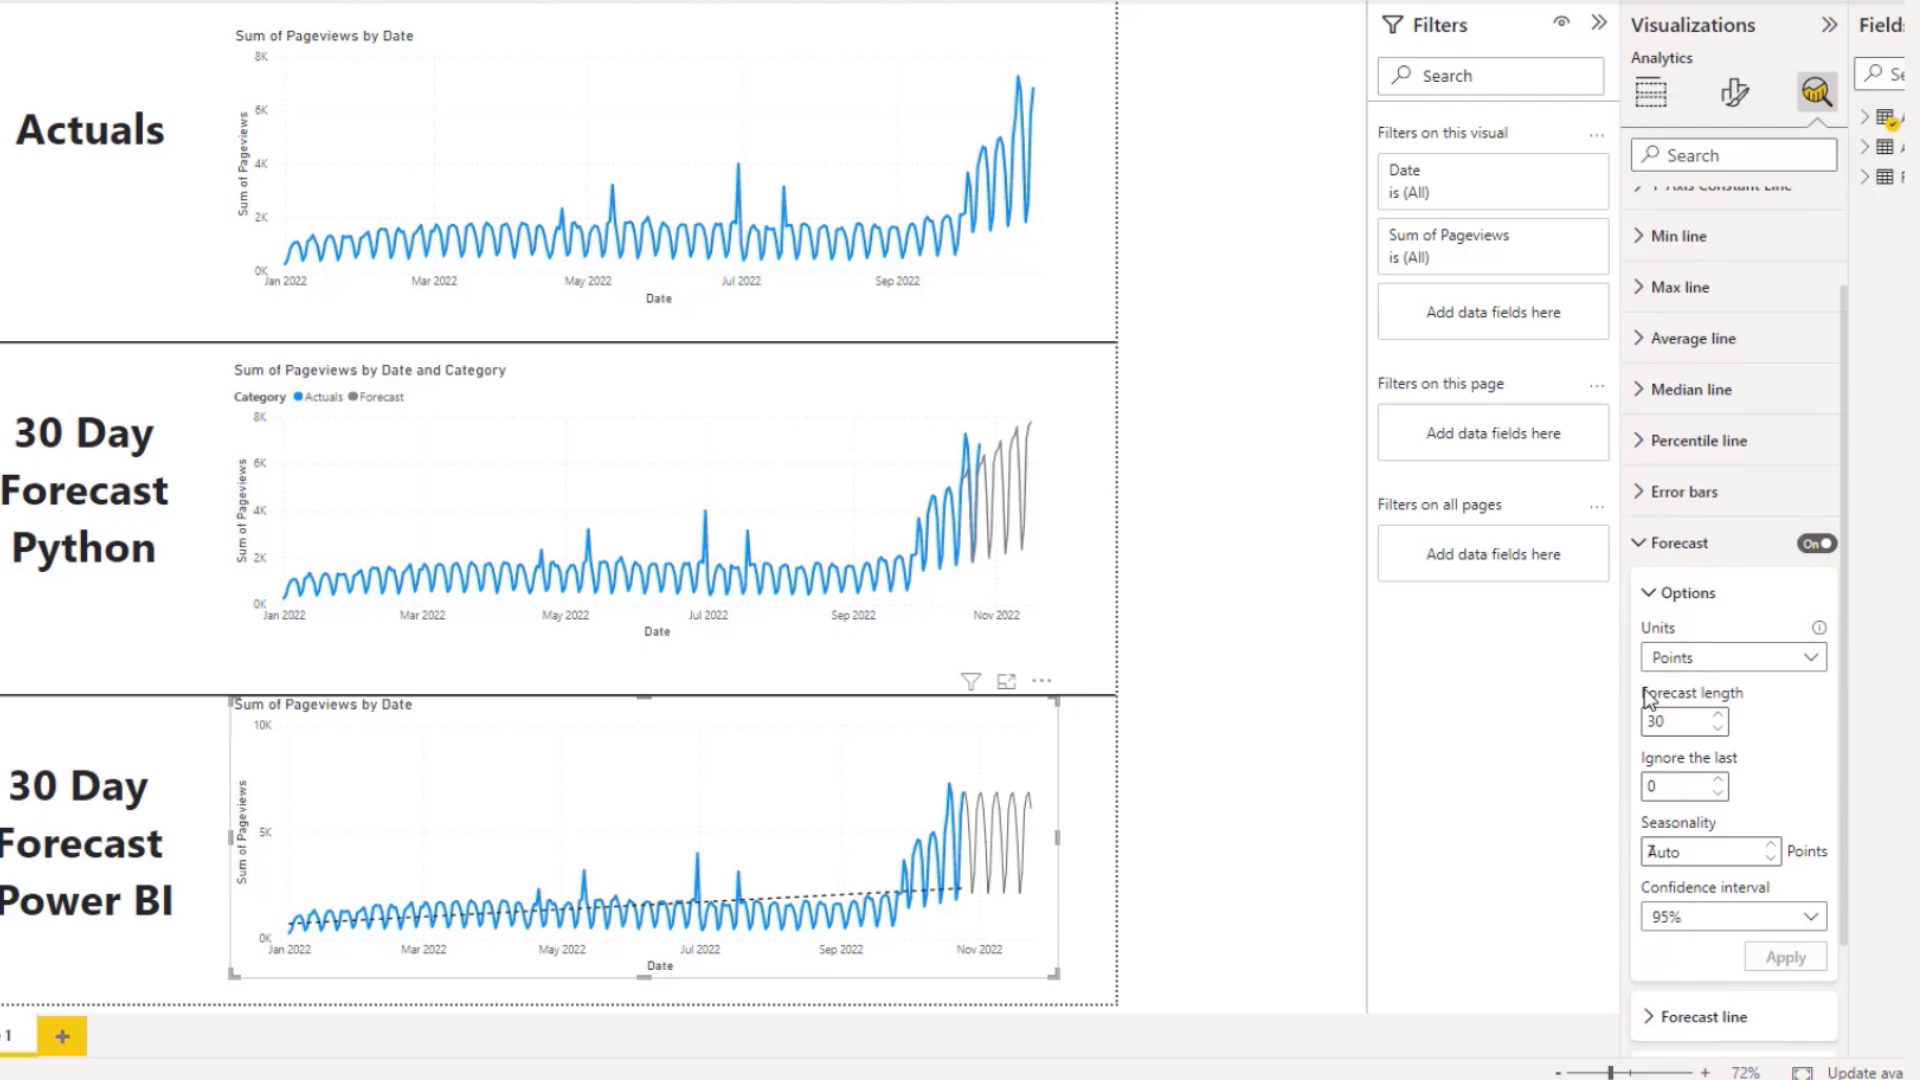 Actuals
Sum of Pageviews by Date
8K
6K
4K
2K
0K
Sum of Pageviews
Jan 2022
Mar 2022
May 2022
Jul 2022
Sep 2022
Date
30 Day
Forecast
Python
Sum of Pageviews by Date and Category
Category Actuals Forecast
8K
6K
4K
2K
0K
Sum of Pageviews
Jan 2022
Mar 2022
May 2022
Jul 2022
Sep 2022
Nov 2022
Date
30 Day
Forecast
Power BI
Sum of Pageviews by Date
10K
5K
0K
Sum of Pageviews
Jan 2022
Mar 2022
May 2022
Jul 2022
Sep 2022
Nov 2022
Date
1
+
Filters
Search
Filters on this visual
...
Date
is (All)
Sum of Pageviews
is (All)
Add data fields here
Filters on this page
...
Add data fields here
Filters on all pages
...
Add data fields here
Visualizations
Analytics
Search
Min line
Max line
Average line
Median line
Percentile line
Error bars
Forecast
On
Options
Units
Points
Forecast length
30
Ignore the last
0
Seasonality
Auto
Points
Confidence interval
95%
Apply
Forecast line
Fields
Se
- + 72%
Update ava